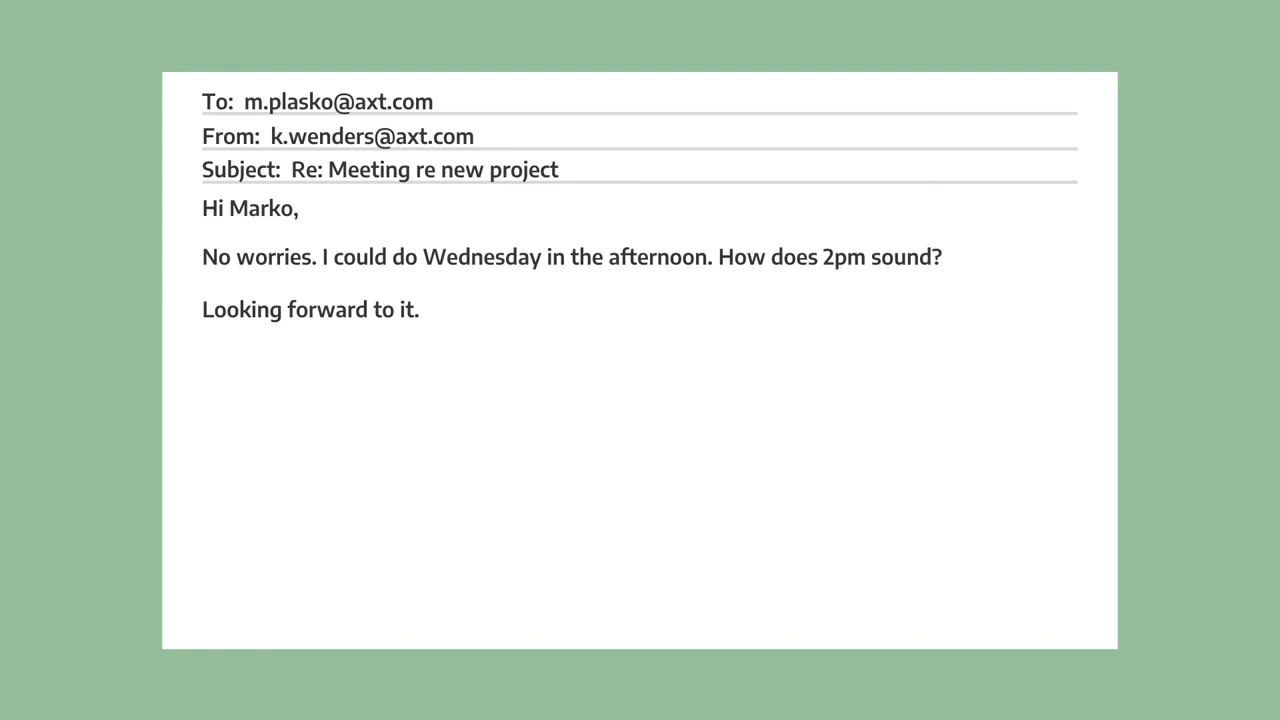 To: m.plasko@axt.com
From: k.wenders@axt.com
Subject: Re: Meeting re new project
Hi Marko,
No worries. I could do Wednesday in the afternoon. How does 2pm sound?
Looking forward to it.